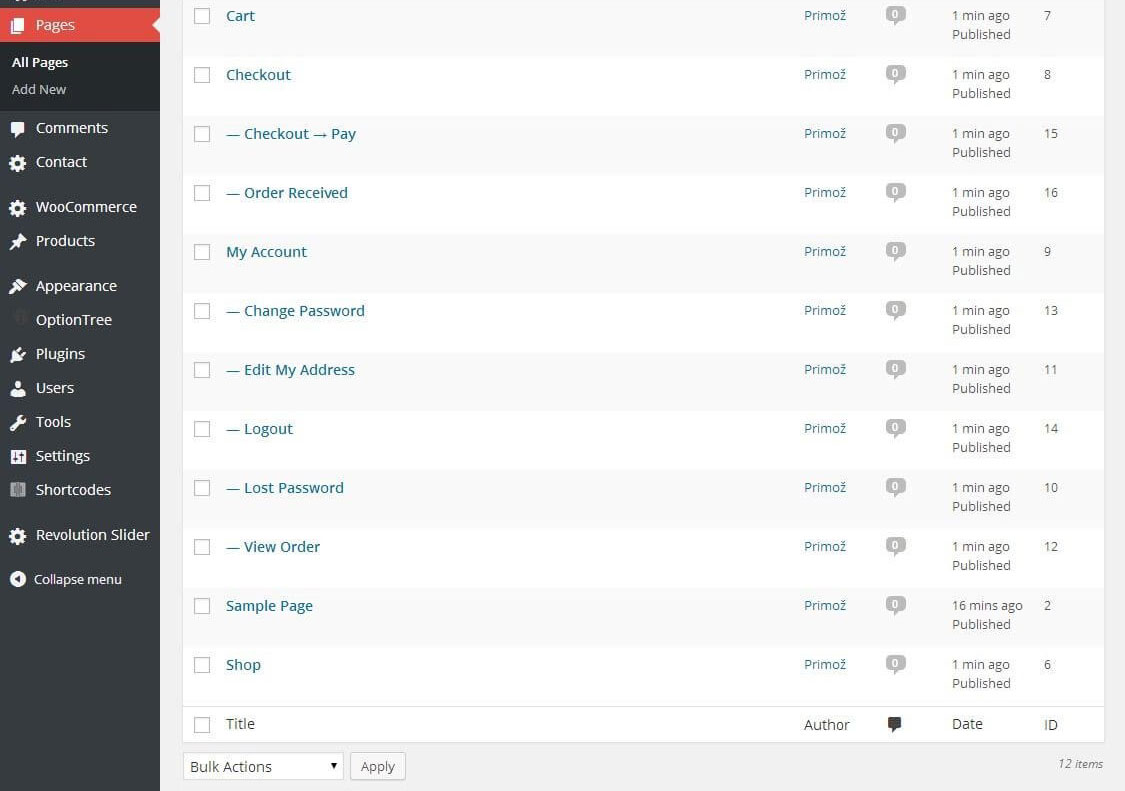 Pages
All Pages
Add New
Comments
Contact
WooCommerce
Products
Appearance
OptionTree
Plugins
Users
Tools
Settings
Shortcodes
Revolution Slider
Collapse menu
Cart Primož 0 1 min ago 7
Published
Checkout Primož 0 1 min ago 8
Published
— Checkout → Pay Primož 0 1 min ago 15
Published
— Order Received Primož 0 1 min ago 16
Published
My Account Primož 0 1 min ago 9
Published
— Change Password Primož 0 1 min ago 13
Published
— Edit My Address Primož 0 1 min ago 11
Published
— Logout Primož 0 1 min ago 14
Published
— Lost Password Primož 0 1 min ago 10
Published
— View Order Primož 0 1 min ago 12
Published
Sample Page Primož 0 16 mins ago 2
Published
Shop Primož 0 1 min ago 6
Published
Title Author Date ID
Bulk Actions Apply 12 items